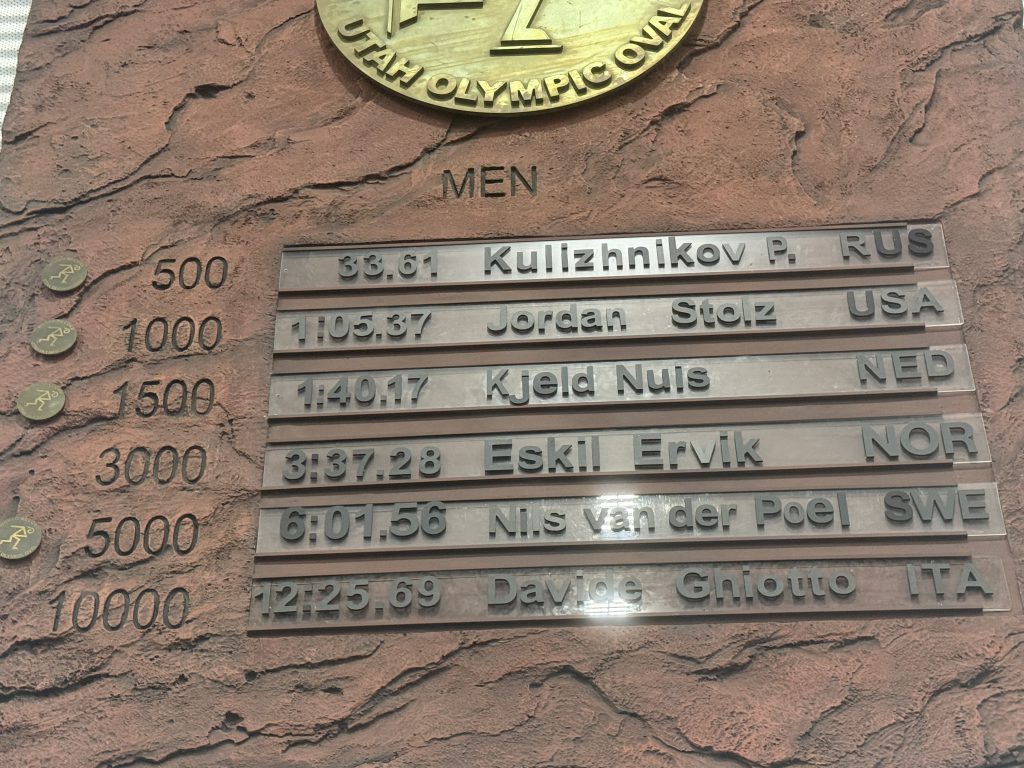 UTAH OLYMPIC OVAL
MEN
500 33.61 Kulizhnikov P. RUS
1000 1:05.37 Jordan Stolz USA
1500 1:40.17 Kjeld Nuis NED
3000 3:37.28 Eskil Ervik NOR
5000 6:01.56 Nils van der Poel SWE
10000 12:25.69 Davide Ghiotto ITA